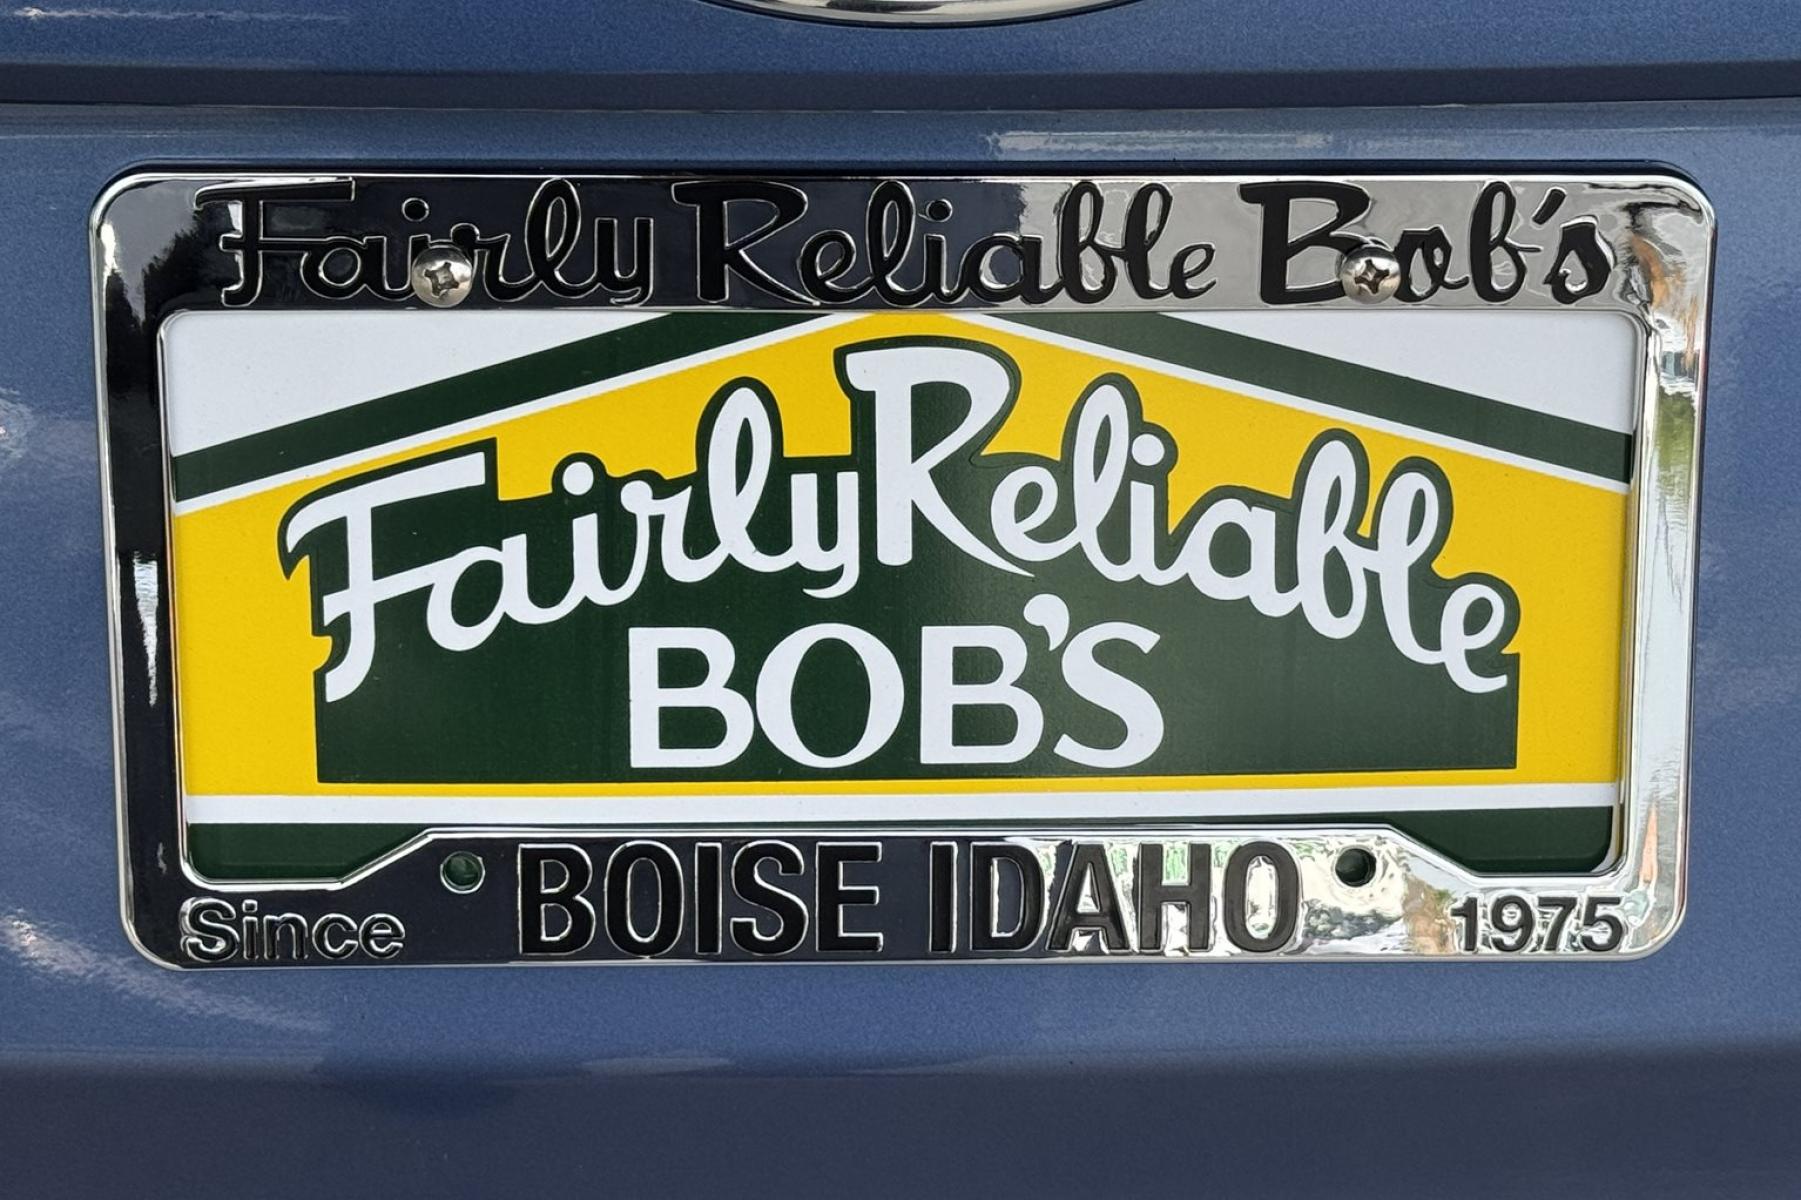 Fairly Reliable Bob's
Fairly Reliable
BOB'S
BOISE IDAHO
Since 1975